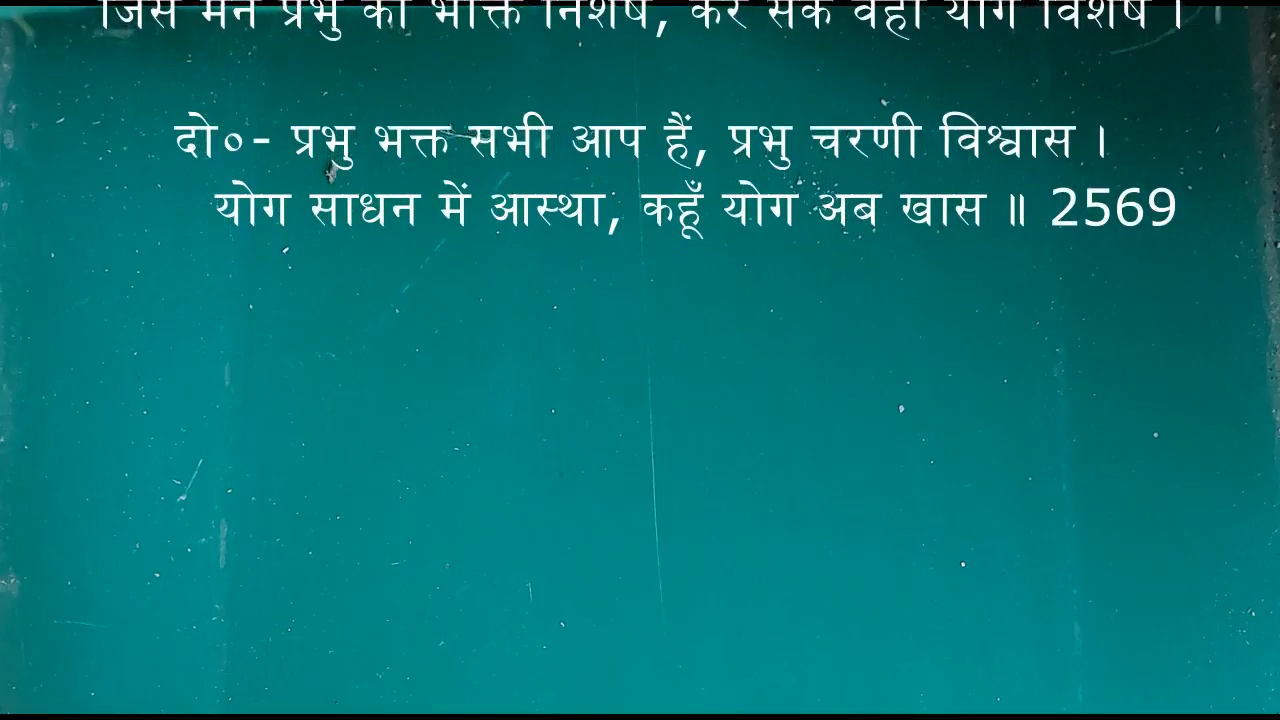 जिस मन प्रभु की भक्ति निशेष, कर सके वही योग विशेष ।
दो०- प्रभु भक्त सभी आप हैं, प्रभु चरणी विश्वास ।
योग साधन में आस्था, कहूँ योग अब खास ॥ 2569